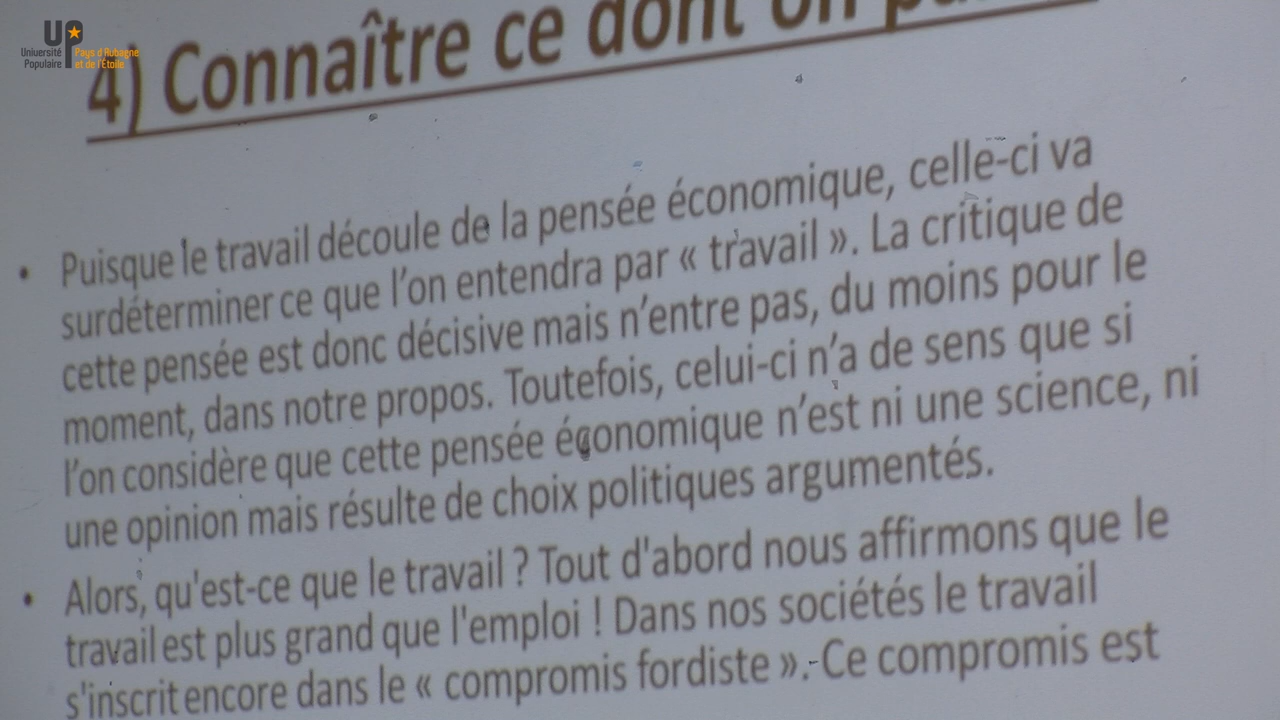 UP
Université
Populaire
Pays d'Aubagne
et de l'Étoile
4) Connaître ce dont on
• Puisque le travail découle de la pensée économique, celle-ci va
surdéterminer ce que l’on entendra par « travail ». La critique de
cette pensée est donc décisive mais n’entre pas, du moins pour le
moment, dans notre propos. Toutefois, celui-ci n’a de sens que si
l’on considère que cette pensée économique n’est ni une science, ni
une opinion mais résulte de choix politiques argumentés.
• Alors, qu'est-ce que le travail ? Tout d'abord nous affirmons que le
travail est plus grand que l'emploi ! Dans nos sociétés le travail
s'inscrit encore dans le « compromis fordiste ». Ce compromis est